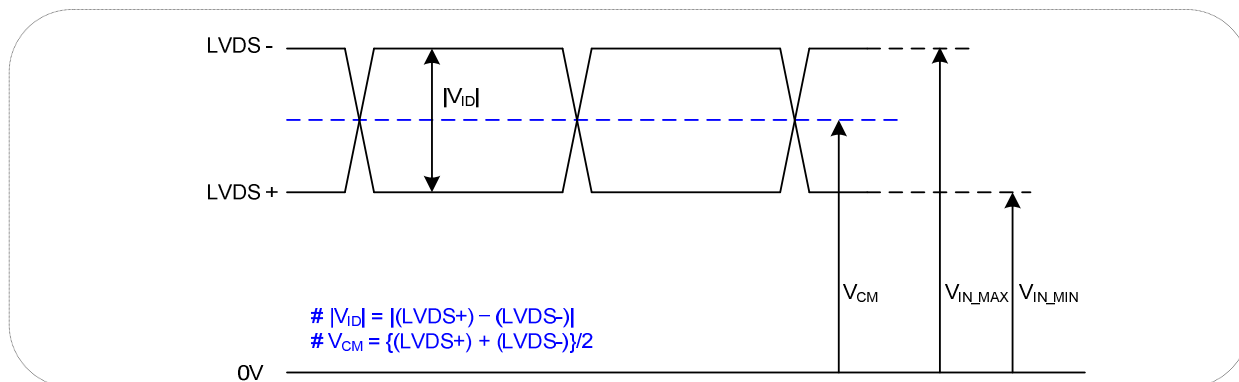 LVDS -
|VID|
LVDS +
VCM
VIN_MAX
VIN_MIN
# |VID| = |(LVDS+) – (LVDS-)|
# VCM = {(LVDS+) + (LVDS-)}/2
0V